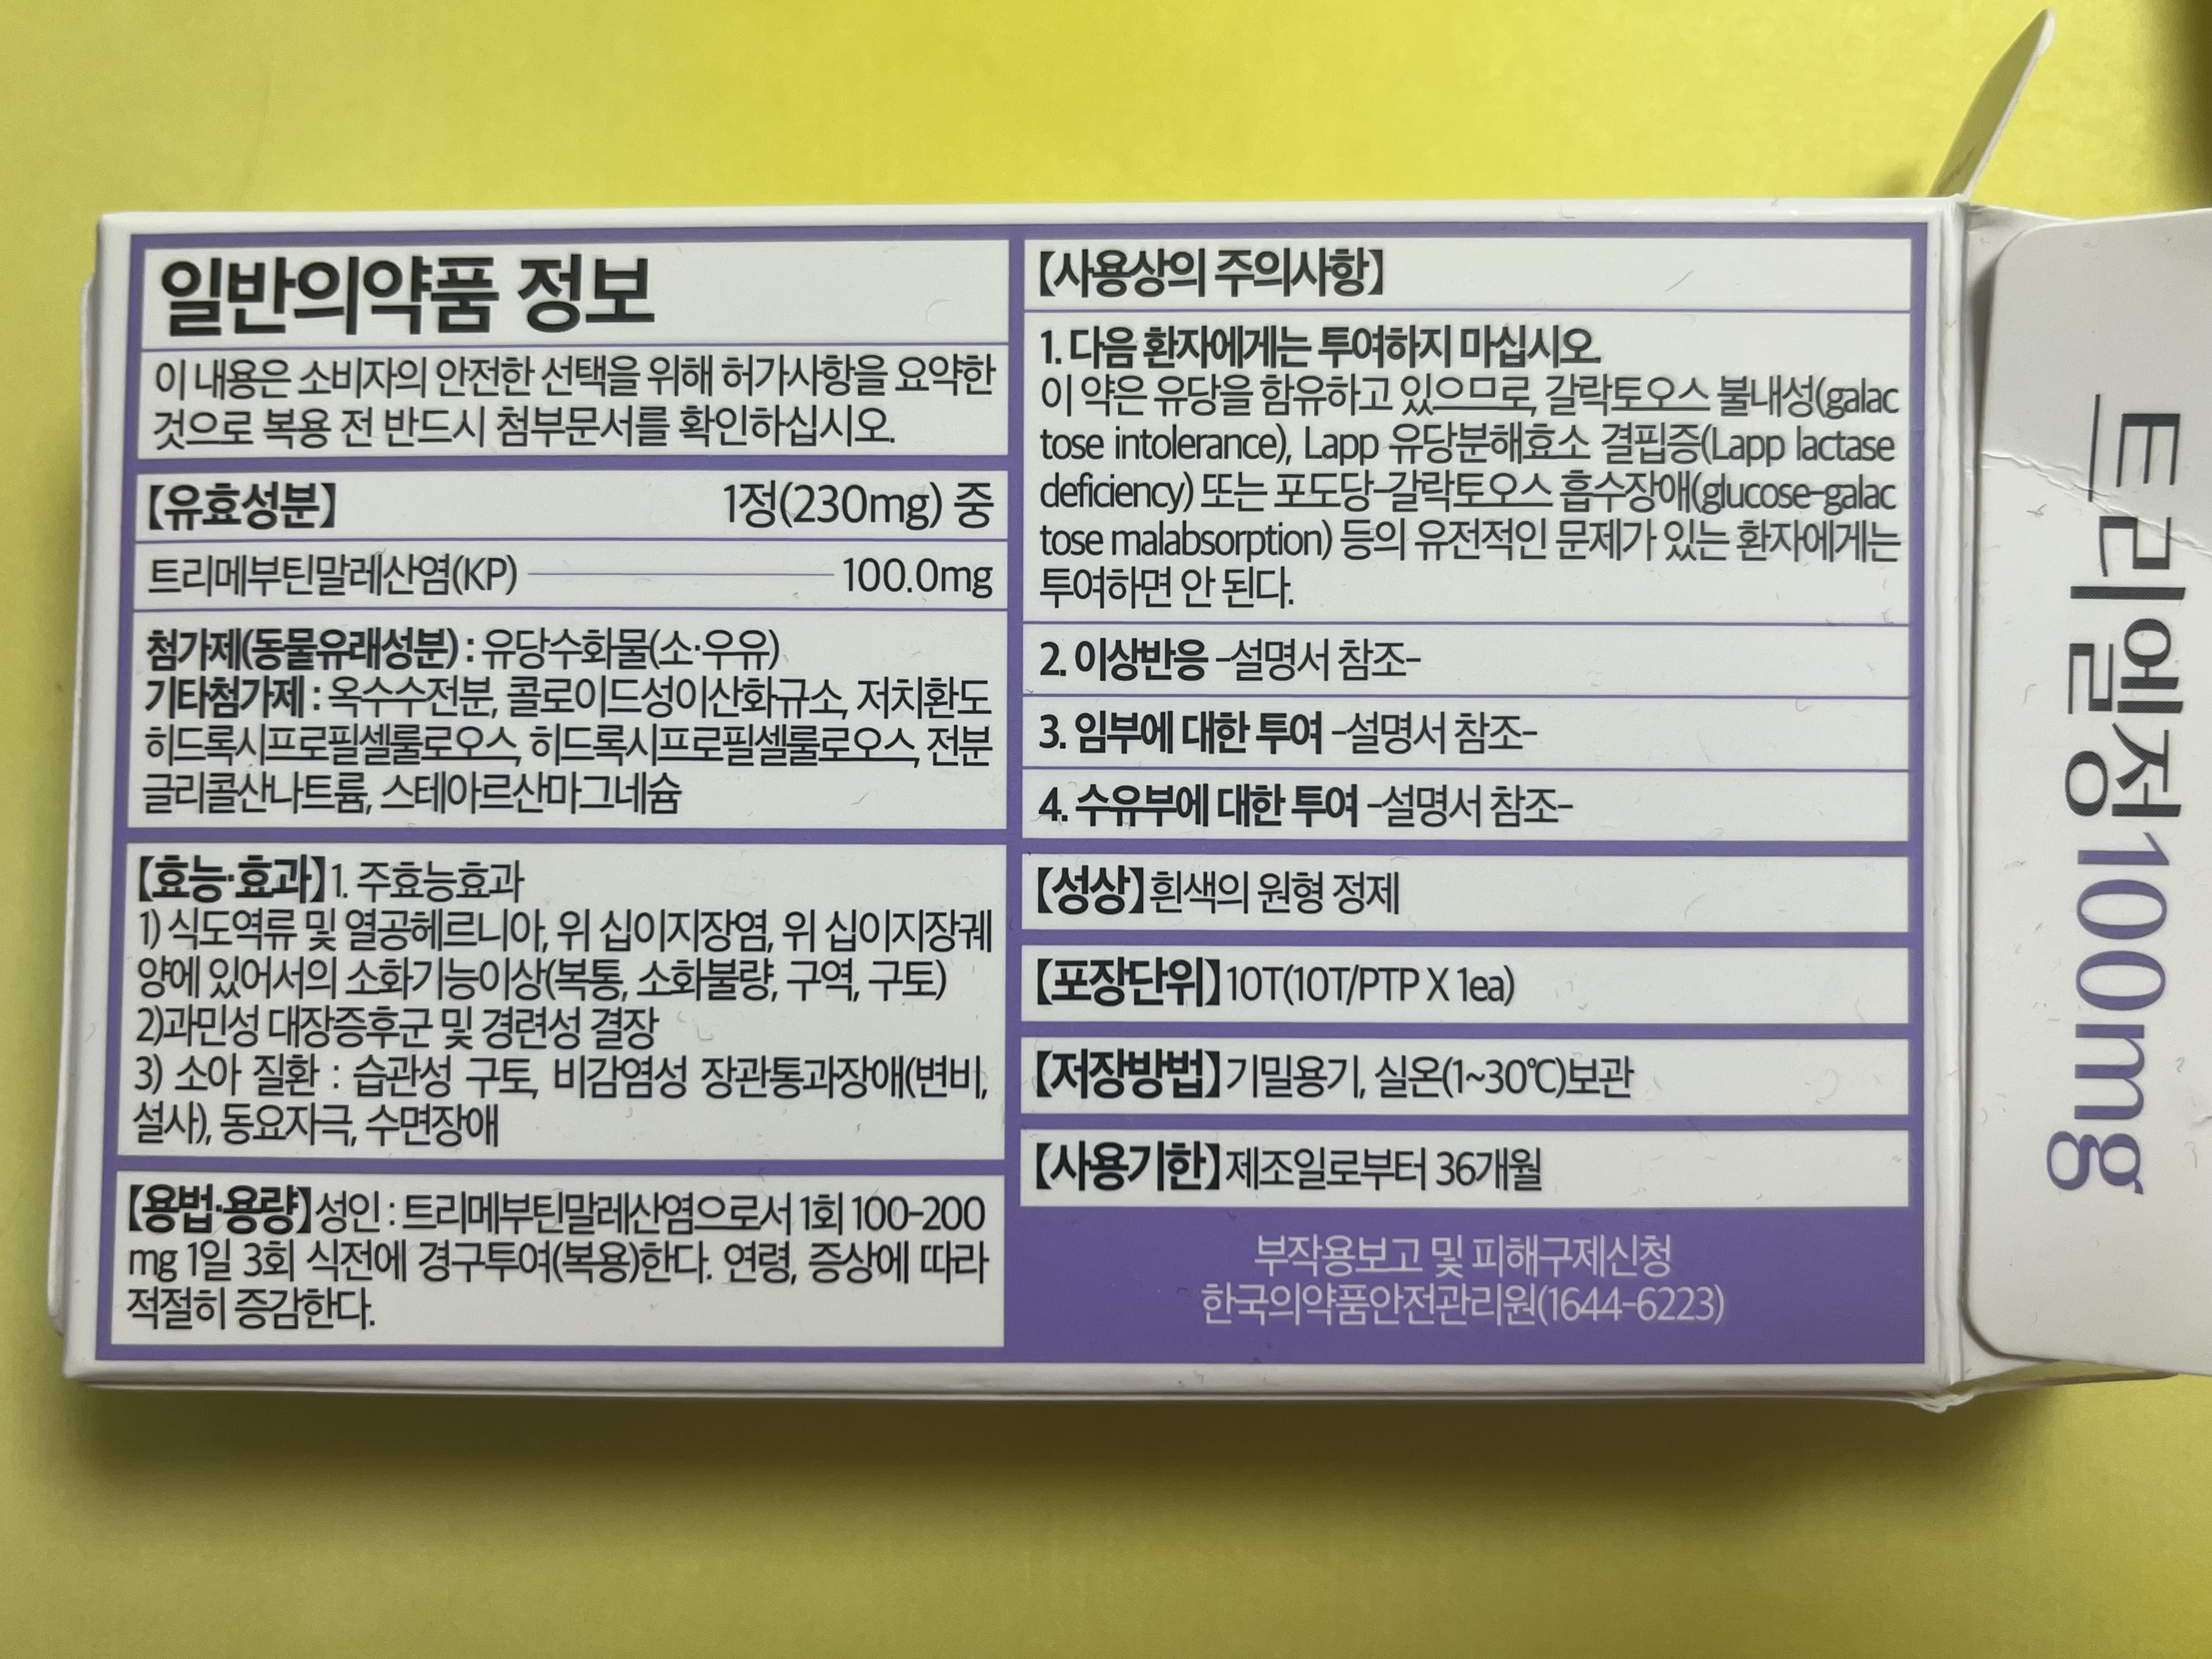 일반의약품 정보
이 내용은 소비자의 안전한 선택을 위해 허가사항을 요약한
것으로 복용 전 반드시 첨부문서를 확인하십시오.
【유효성분】 1정(230mg) 중
트리메부틴말레산염(KP) 100.0mg
첨가제(동물유래성분) : 유당수화물(소·우유)
기타첨가제 : 옥수수전분, 콜로이드성이산화규소, 저치환도
히드록시프로필셀룰로오스, 히드록시프로필셀룰로오스, 전분
글리콜산나트륨, 스테아르산마그네슘
【효능·효과】1. 주효능효과
1) 식도역류 및 열공헤르니아, 위 십이지장염, 위 십이지장궤
양에 있어서의 소화기능이상(복통, 소화불량, 구역, 구토)
2)과민성 대장증후군 및 경련성 결장
3) 소아 질환 : 습관성 구토, 비감염성 장관통과장애(변비,
설사), 동요자극, 수면장애
【용법·용량】성인 : 트리메부틴말레산염으로서 1회 100-200
mg 1일 3회 식전에 경구투여(복용)한다. 연령, 증상에 따라
적절히 증감한다.
【사용상의 주의사항】
1. 다음 환자에게는 투여하지 마십시오.
이 약은 유당을 함유하고 있으므로, 갈락토오스 불내성(galac
tose intolerance), Lapp 유당분해효소 결핍증(Lapp lactase
deficiency) 또는 포도당-갈락토오스 흡수장애(glucose-galac
tose malabsorption) 등의 유전적인 문제가 있는 환자에게는
투여하면 안 된다.
2. 이상반응 -설명서 참조-
3. 임부에 대한 투여 -설명서 참조-
4. 수유부에 대한 투여 -설명서 참조-
【성상】흰색의 원형 정제
【포장단위】10T(10T/PTP X 1ea)
【저장방법】기밀용기, 실온(1~30℃)보관
【사용기한】제조일로부터 36개월
부작용보고 및 피해구제신청
한국의약품안전관리원(1644-6223)
트리엘정100mg